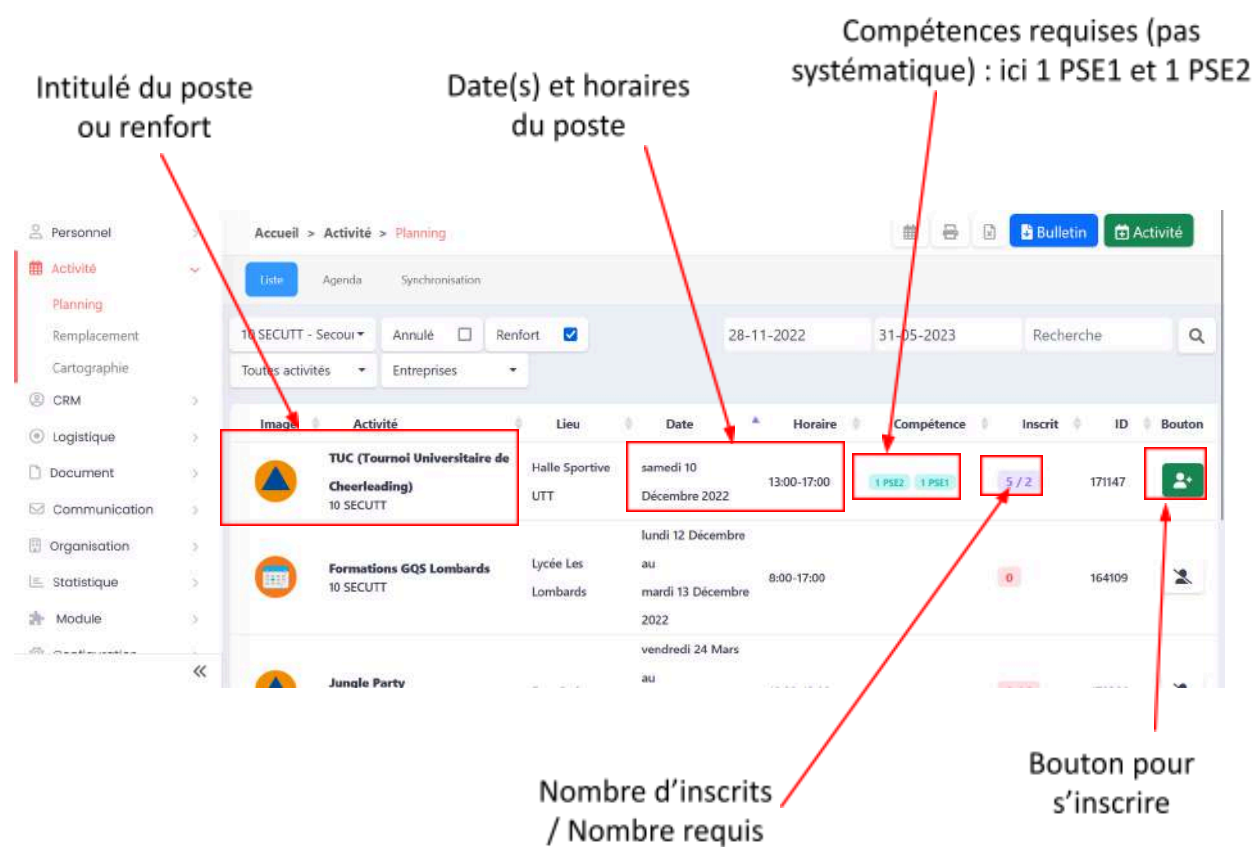 Compétences requises (pas
systématique) : ici 1 PSE1 et 1 PSE2
Intitulé du poste
ou renfort
Date(s) et horaires
du poste
Personnel
Accueil > Activité > Planning
Bulletin
Activité
Activité
Liste
Agenda
Synchronisation
Planning
Remplacement
10 SECUTT - Secour
Annulé
Renfort
28-11-2022
31-05-2023
Recherche
Cartographie
Toutes activités
Entreprises
CRM
Logistique
Document
Communication
Organisation
Statistique
Module
Configuration
Image
Activité
Lieu
Date
Horaire
Compétence
Inscrit
ID
Bouton
TUC (Tournoi Universitaire de
Cheerleading)
10 SECUTT
Halle Sportive
UTT
samedi 10
Décembre 2022
13:00-17:00
1 PSE2
1 PSE1
5 / 2
171147
Formations GQS Lombards
10 SECUTT
Lycée Les
Lombards
lundi 12 Décembre
au
mardi 13 Décembre
2022
8:00-17:00
0
164109
Jungle Party
vendredi 24 Mars
au
Nombre d'inscrits
/ Nombre requis
Bouton pour
s'inscrire